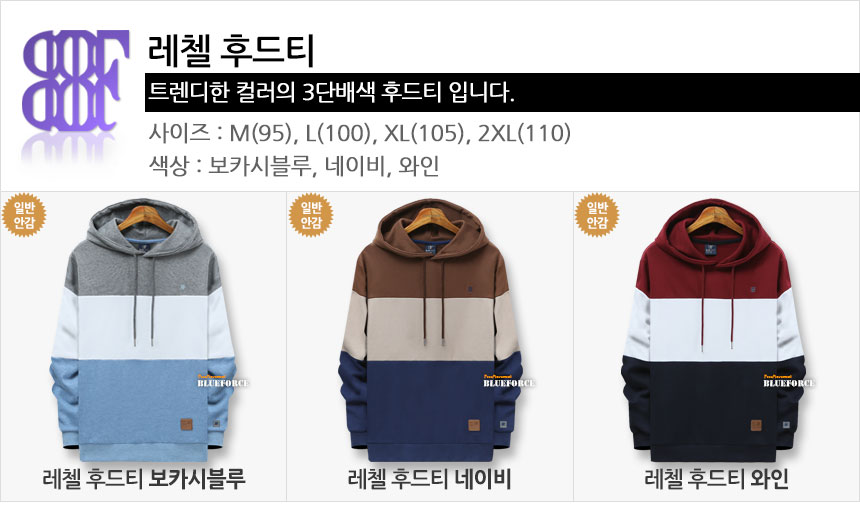 레첼 후드티
트렌디한 컬러의 3단배색 후드티 입니다.
사이즈 : M(95), L(100), XL(105), 2XL(110)
색상 : 보카시블루, 네이비, 와인
일반
안감
일반
안감
일반
안감
BLUEFORCE
BLUEFORCE
BLUEFORCE
레첼 후드티 보카시블루
레첼 후드티 네이비
레첼 후드티 와인